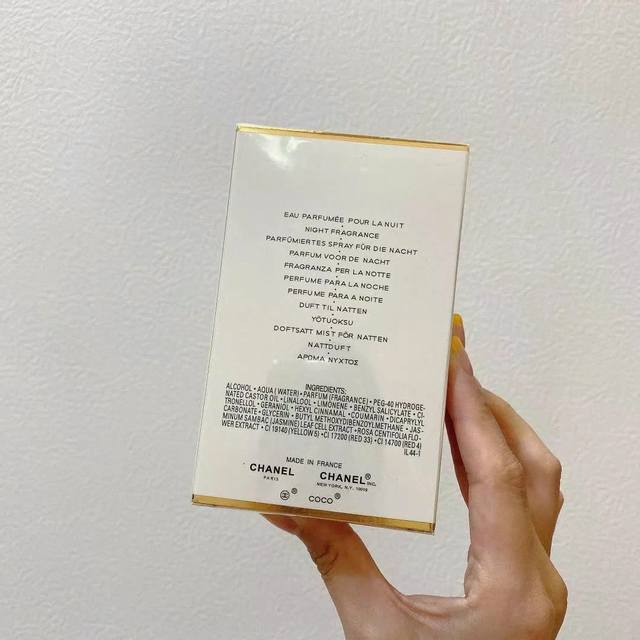 EAU PARFUMÉE POUR LA NUIT
NIGHT FRAGRANCE
PARFÜMIERTES SPRAY FÜR DIE NACHT
PARFUM VOOR DE NACHT
FRAGRANZA PER LA NOTTE
PERFUME PARA LA NOCHE
PERFUME PARA A NOITE
DUFT TIL NATTEN
YÖTUOKSU
DOFTSATT MIST FÖR NATTEN
NATTDUFT
ΑΡΩΜΑ ΝΥΧΤΟΣ
INGREDIENTS:
ALCOHOL • AQUA (WATER) • PARFUM (FRAGRANCE) • PEG-40 HYDROGE-
NATED CASTOR OIL • LINALOOL • LIMONENE • BENZYL SALICYLATE • CI-
TRONELLOL • GERANIOL • HEXYL CINNAMAL • COUMARIN • DICAPRYLYL
CARBONATE • GLYCERIN • BUTYL METHOXYDIBENZOYLMETHANE • JAS-
MINUM SAMBAC (JASMINE) LEAF CELL EXTRACT • ROSA CENTIFOLIA FLO-
WER EXTRACT • CI 19140 (YELLOW 5) • CI 17200 (RED 33) • CI 14700 (RED 4)
IL44-1
MADE IN FRANCE
CHANEL CHANEL® INC.
PARIS NEW YORK, N.Y. 10019
® COCO®